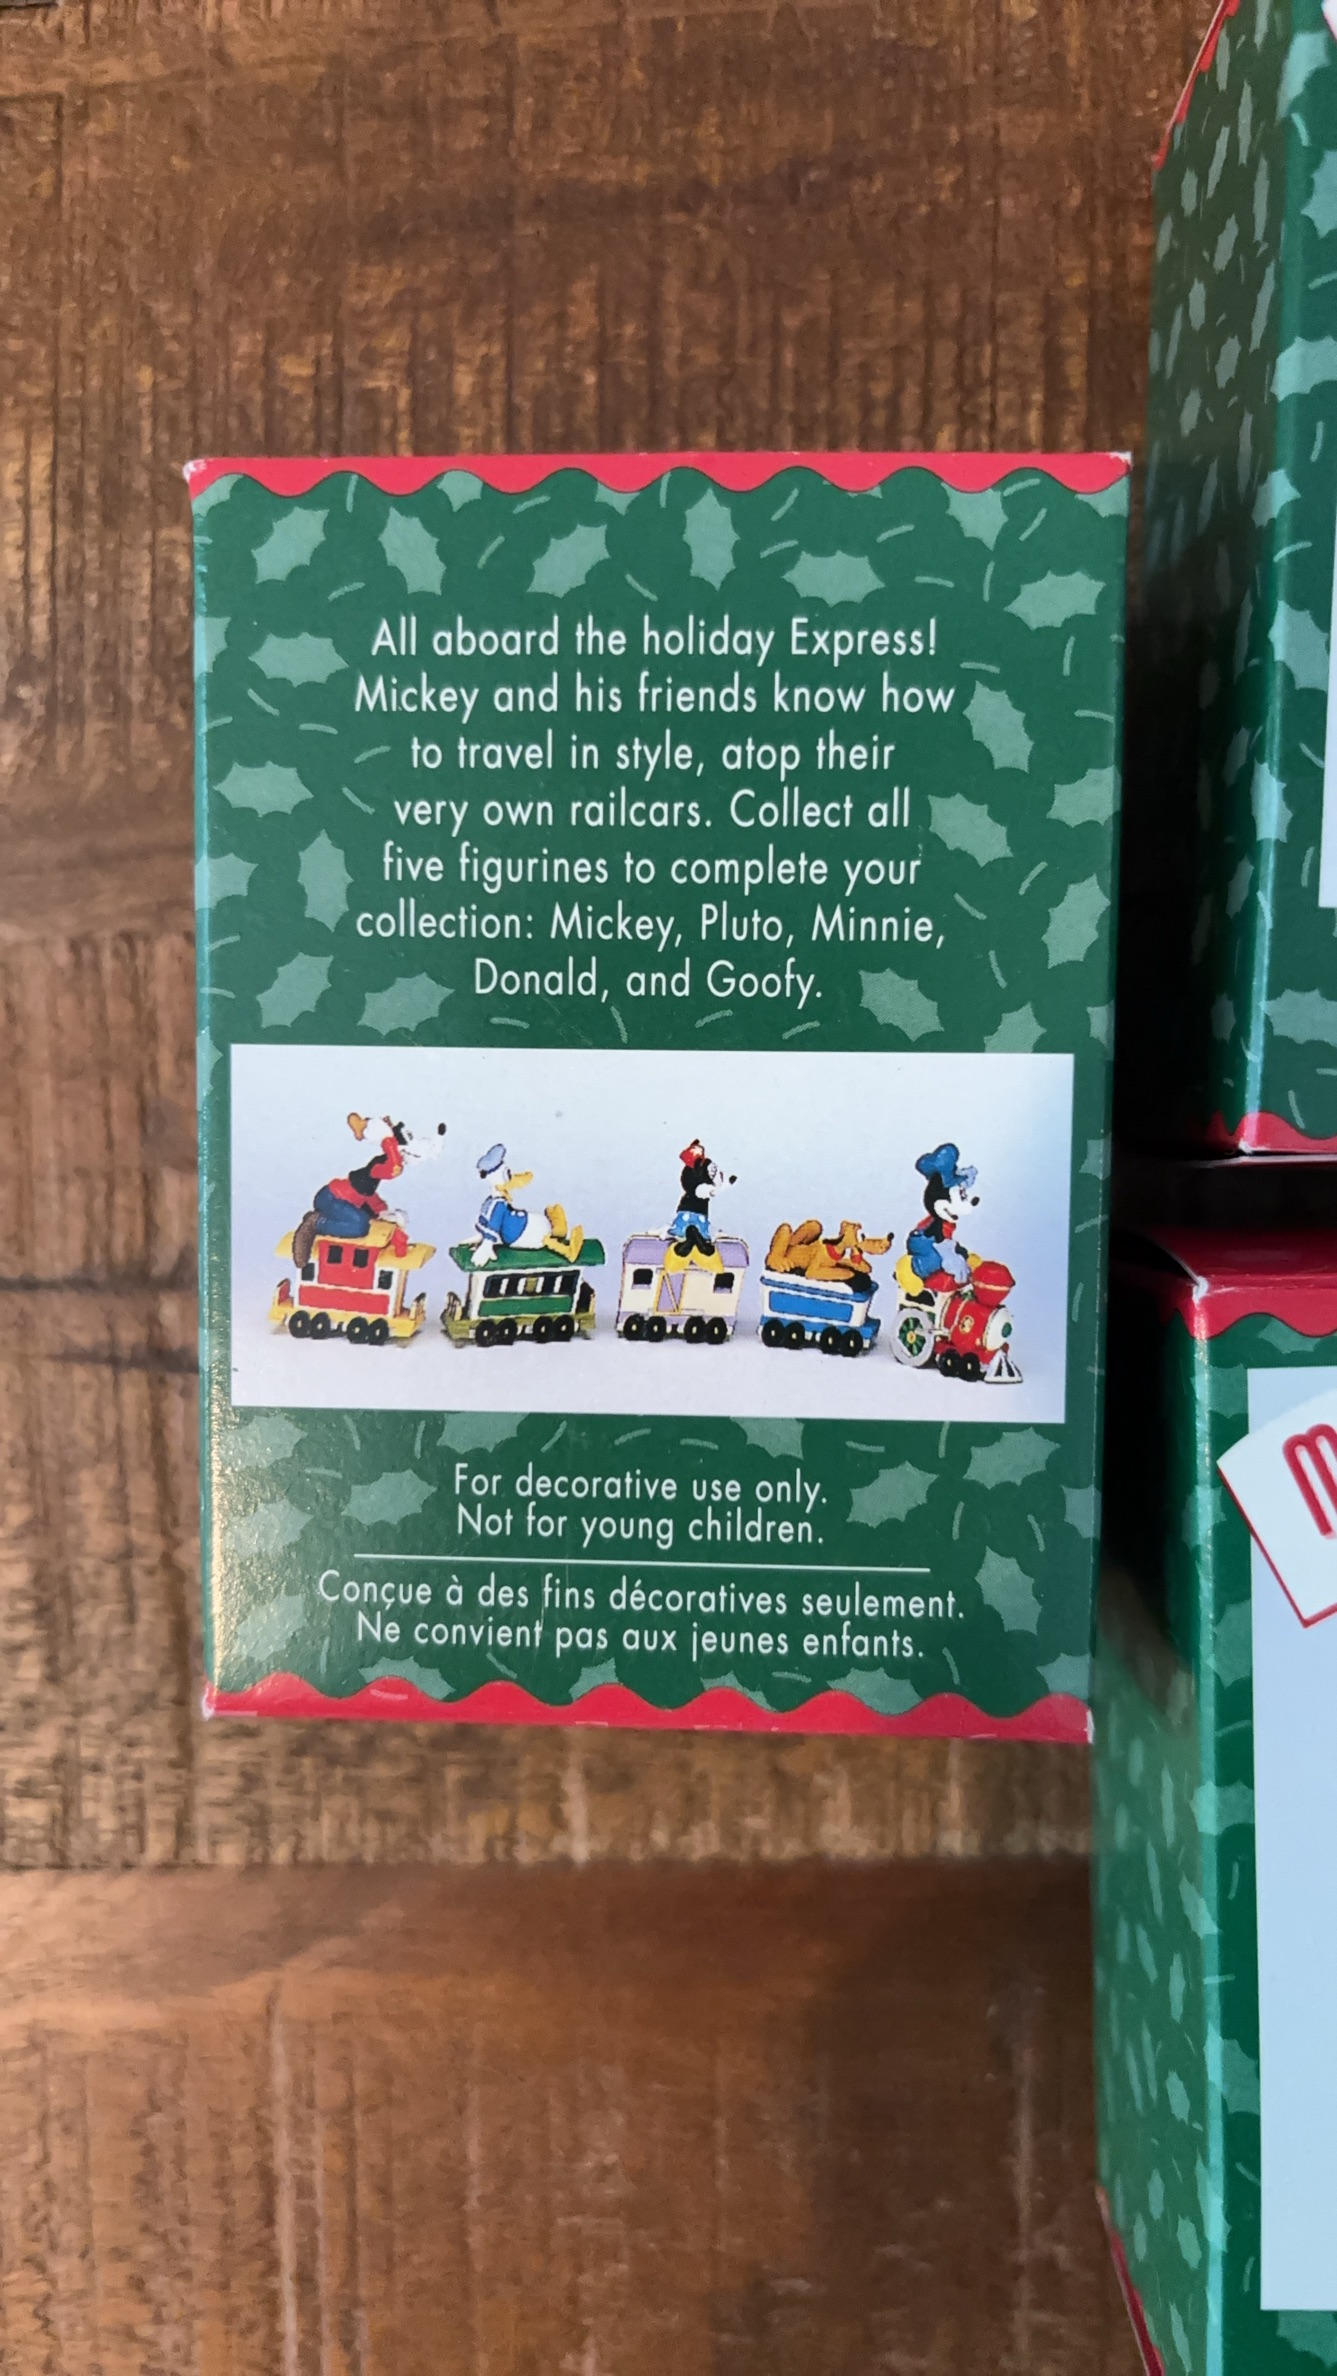 All aboard the holiday Express!
Mickey and his friends know how
to travel in style, atop their
very own railcars. Collect all
five figurines to complete your
collection: Mickey, Pluto, Minnie,
Donald, and Goofy.
For decorative use only.
Not for young children.
Conçue à des fins décoratives seulement.
Ne convient pas aux jeunes enfants.